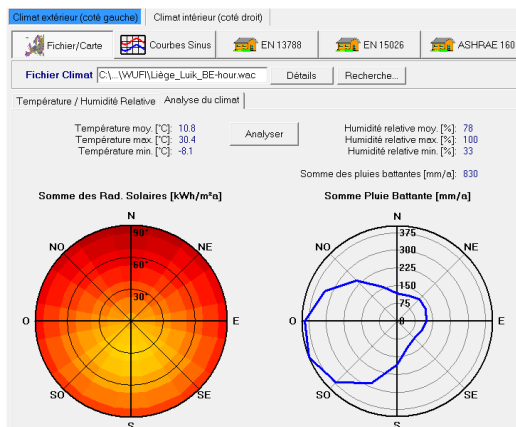 Climat extérieur (coté gauche) Climat intérieur (coté droit)
Fichier/Carte Courbes Sinus EN 13788 EN 15026 ASHRAE 160
Fichier Climat C:\...\WUFI\Liège_Luik_BE-hour.wac Détails Recherche...
Température / Humidité Relative Analyse du climat
Température moy. [°C]: 10.8 Analyser Humidité relative moy. [%]: 78
Température max. [°C]: 30.4 Humidité relative max. [%]: 100
Température min. [°C]: -8.1 Humidité relative min. [%]: 33
Somme des pluies battantes [mm/a]: 830
Somme des Rad. Solaires [kWh/m²a] Somme Pluie Battante [mm/a]
N
90°
NO NE
60°
30°
O E
SO SE
S
N
375
NO 300 NE
225
150
75
O 0 E
SO SE
S